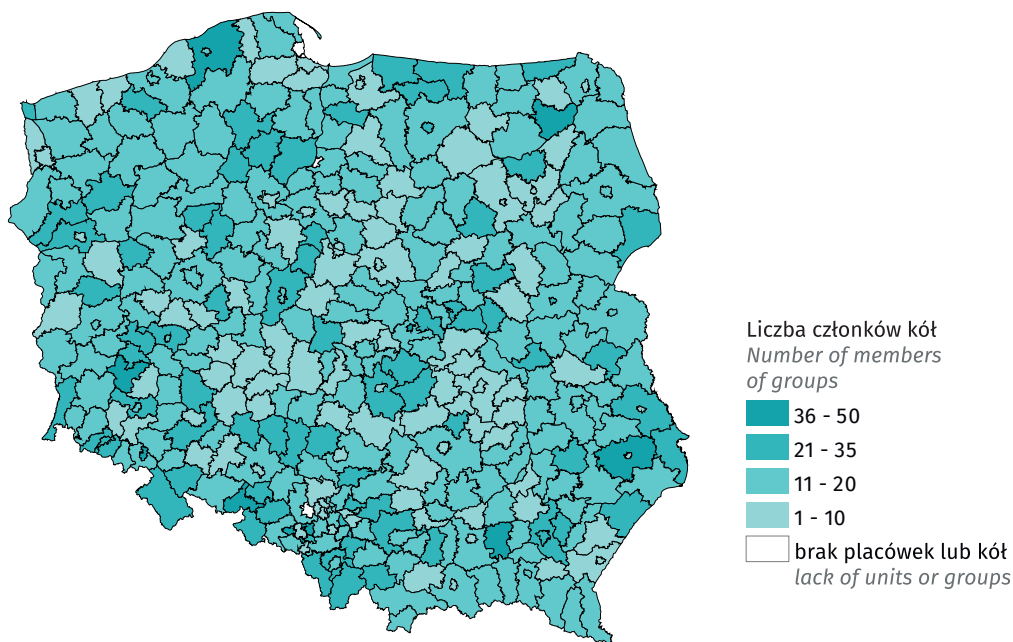 Liczba członków kół
Number of members
of groups
36 - 50
21 - 35
11 - 20
1 - 10
brak placówek lub kół
lack of units or groups